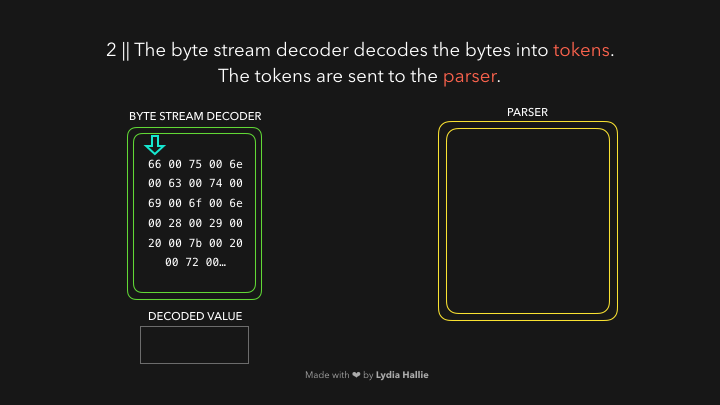 2 || The byte stream decoder decodes the bytes into tokens.
The tokens are sent to the parser.
BYTE STREAM DECODER
66 00 75 00 6e
00 63 00 74 00
69 00 6f 00 6e
00 28 00 29 00
20 00 7b 00 20
00 72 00…
DECODED VALUE
PARSER
Made with ❤ by Lydia Hallie